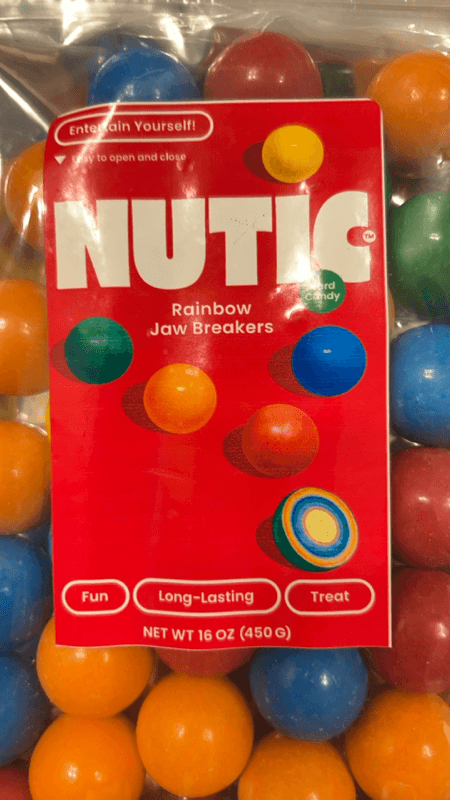 Entertain Yourself!
Easy to open and close
NUTIC™
Hard
Candy
Rainbow
Jaw Breakers
Fun
Long-Lasting
Treat
NET WT 16 OZ (450 G)